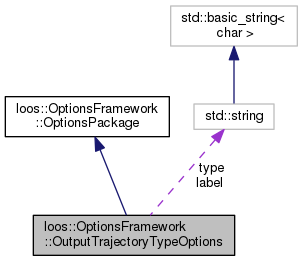 std::basic_string<
char >
loos::OptionsFramework
::OptionsPackage
std::string
type
label
loos::OptionsFramework
::OutputTrajectoryTypeOptions